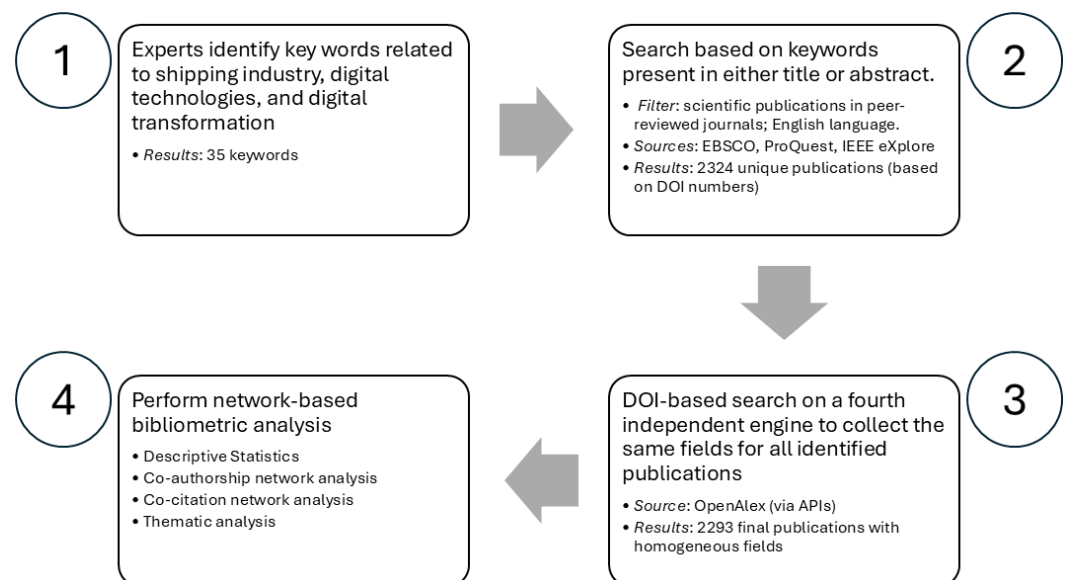 1
Experts identify key words related
to shipping industry, digital
technologies, and digital
transformation
• Results: 35 keywords
2
Search based on keywords
present in either title or abstract.
• Filter: scientific publications in peer-
reviewed journals; English language.
• Sources: EBSCO, ProQuest, IEEE eXplore
• Results: 2324 unique publications (based
on DOI numbers)
3
DOI-based search on a fourth
independent engine to collect the
same fields for all identified
publications
• Source: OpenAlex (via APIs)
• Results: 2293 final publications with
homogeneous fields
4
Perform network-based
bibliometric analysis
• Descriptive Statistics
• Co-authorship network analysis
• Co-citation network analysis
• Thematic analysis